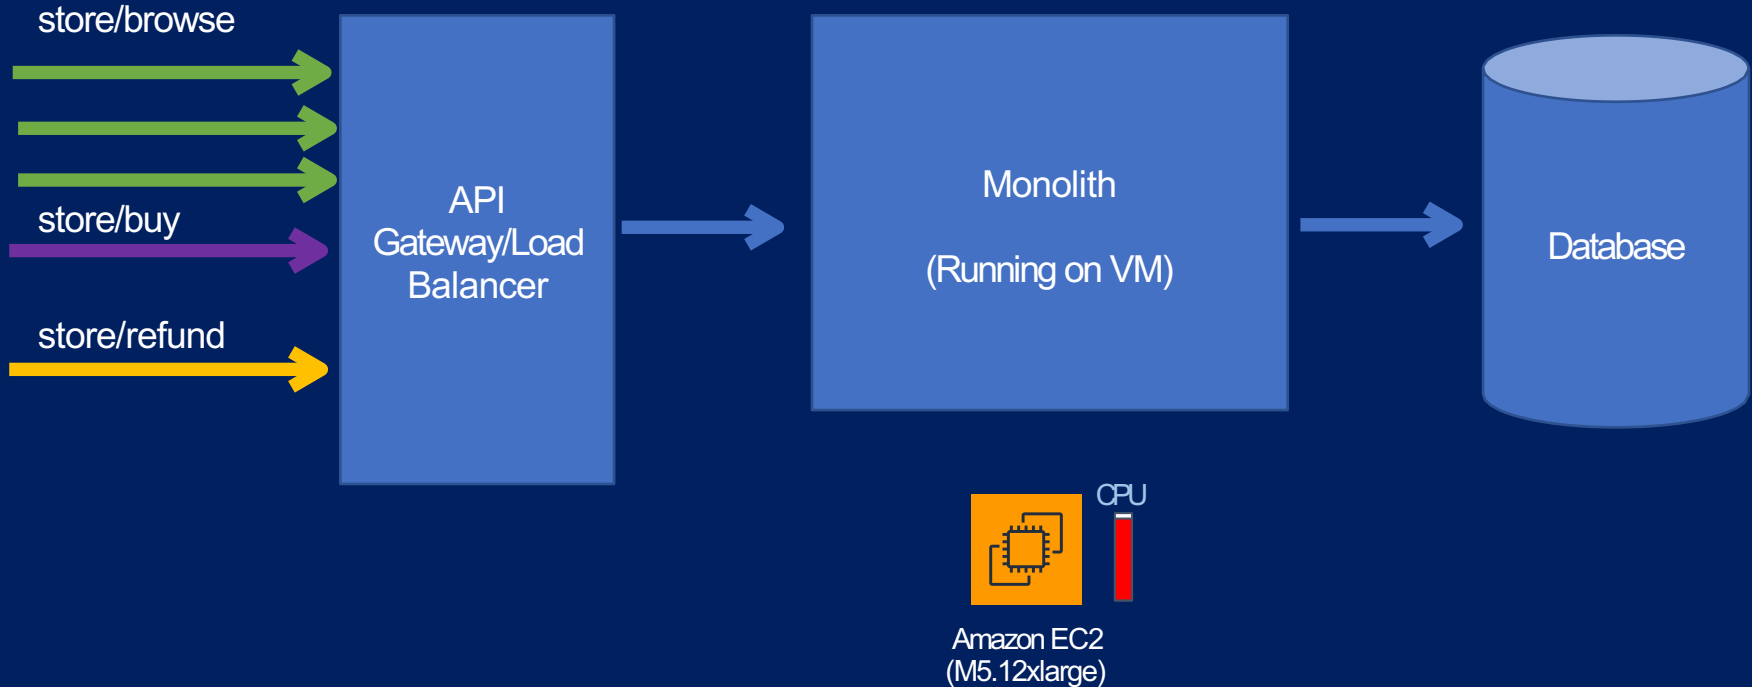 store/browse
store/buy
store/refund
API
Gateway/Load
Balancer
Monolith
(Running on VM)
Database
CPU
Amazon EC2
(M5.12xlarge)